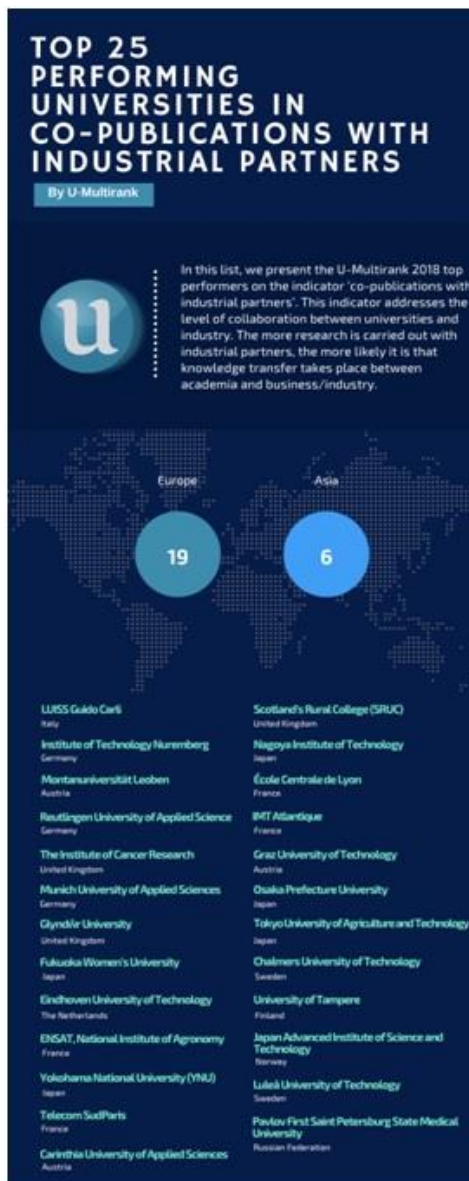 TOP 25
PERFORMING
UNIVERSITIES IN
CO-PUBLICATIONS WITH
INDUSTRIAL PARTNERS
By U-Multirank
u
In this list, we present the U-Multirank 2018 top
performers on the indicator 'co-publications with
industrial partners'. This indicator addresses the
level of collaboration between universities and
industry. The more research is carried out with
industrial partners, the more likely it is that
knowledge transfer takes place between
academia and business/industry.
Europe
19
Asia
6
LUISS Guido Carli
Italy
Institute of Technology Nuremberg
Germany
Montanuniversität Leoben
Austria
Reutlingen University of Applied Science
Germany
The Institute of Cancer Research
United Kingdom
Munich University of Applied Sciences
Germany
Glyndŵr University
United Kingdom
Fukuoka Women's University
Japan
Eindhoven University of Technology
The Netherlands
ENSAT, National Institute of Agronomy
France
Yokohama National University (YNU)
Japan
Telecom SudParis
France
Carinthia University of Applied Sciences
Austria
Scotland's Rural College (SRUC)
United Kingdom
Nagoya Institute of Technology
Japan
École Centrale de Lyon
France
IMT Atlantique
France
Graz University of Technology
Austria
Osaka Prefecture University
Japan
Tokyo University of Agriculture and Technology
Japan
Chalmers University of Technology
Sweden
University of Tampere
Finland
Japan Advanced Institute of Science and
Technology
Norway
Luleå University of Technology
Sweden
Pavlov First Saint Petersburg State Medical
University
Russian Federation